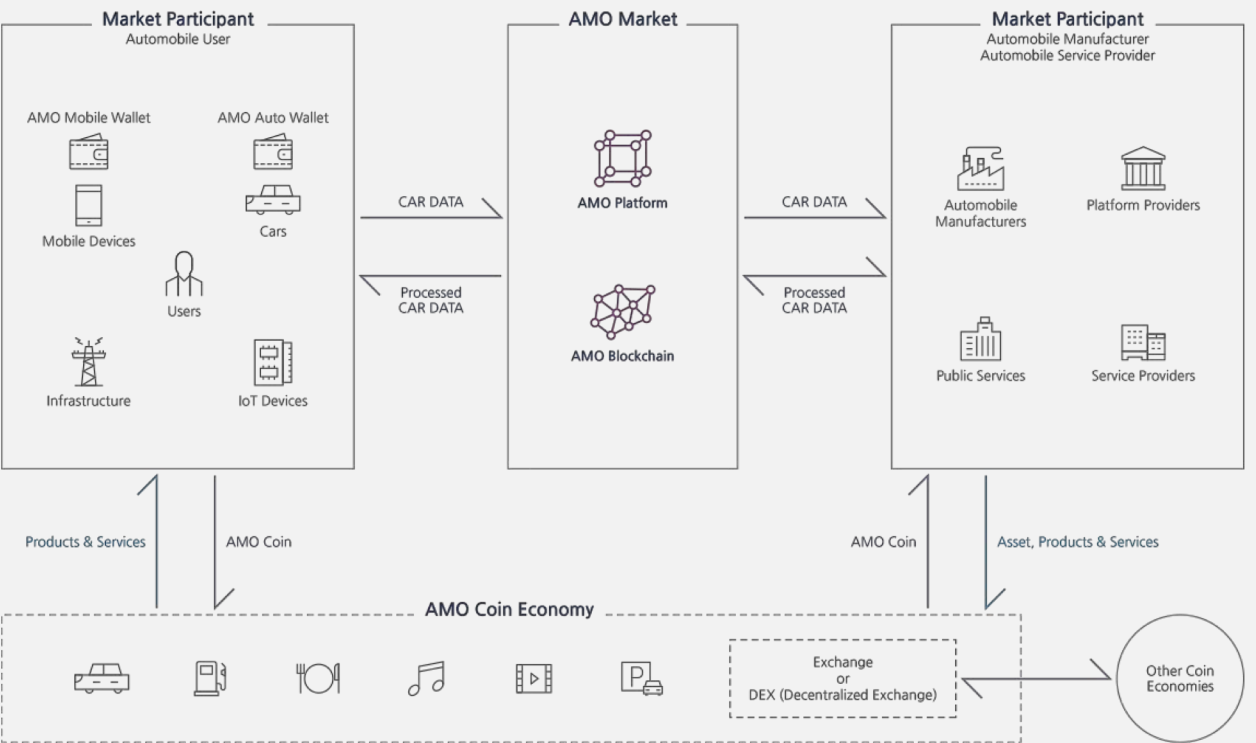 Market Participant
Automobile User
AMO Mobile Wallet
AMO Auto Wallet
Mobile Devices
Cars
Users
Infrastructure
IoT Devices
CAR DATA
Processed
CAR DATA
AMO Market
AMO Platform
AMO Blockchain
CAR DATA
Processed
CAR DATA
Market Participant
Automobile Manufacturer
Automobile Service Provider
Automobile
Manufacturers
Platform Providers
Public Services
Service Providers
Products & Services
AMO Coin
AMO Coin
Asset, Products & Services
AMO Coin Economy
P
Exchange
or
DEX (Decentralized Exchange)
Other Coin
Economies